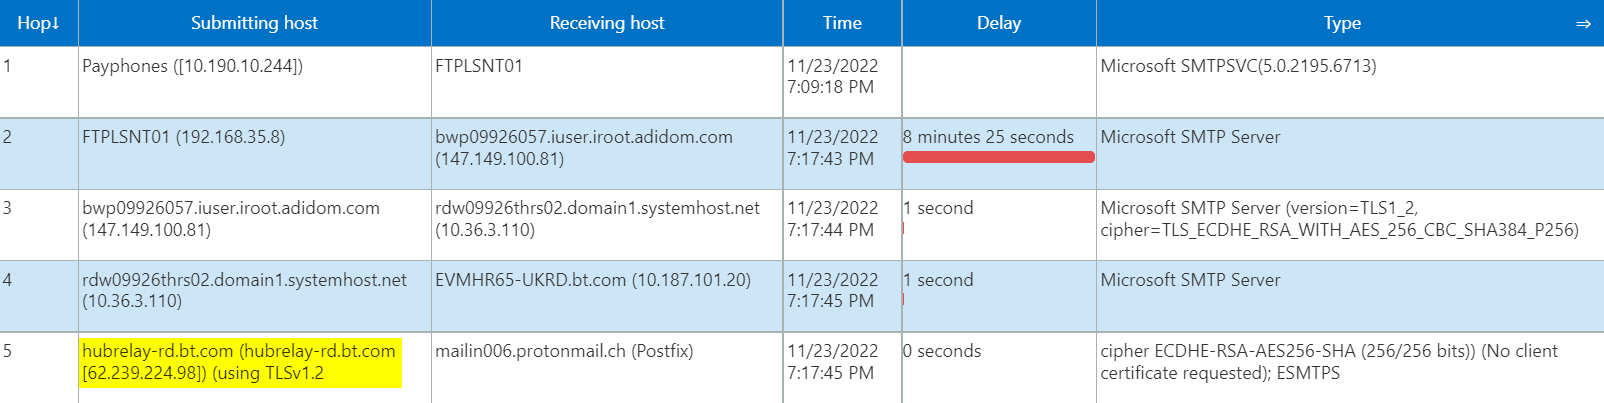 Hop↓ Submitting host Receiving host Time Delay Type ⇒
1 Payphones ([10.190.10.244]) FTPLSNT01 11/23/2022 Microsoft SMTPSVC(5.0.2195.6713)
7:09:18 PM
2 FTPLSNT01 (192.168.35.8) bwp09926057.iuser.iroot.adidom.com 11/23/2022 8 minutes 25 seconds Microsoft SMTP Server
(147.149.100.81) 7:17:43 PM
3 bwp09926057.iuser.iroot.adidom.com rdw09926thrs02.domain1.systemhost.net 11/23/2022 1 second Microsoft SMTP Server (version=TLS1_2,
(147.149.100.81) (10.36.3.110) 7:17:44 PM cipher=TLS_ECDHE_RSA_WITH_AES_256_CBC_SHA384_P256)
4 rdw09926thrs02.domain1.systemhost.net EVMHR65-UKRD.bt.com (10.187.101.20) 11/23/2022 1 second Microsoft SMTP Server
(10.36.3.110) 7:17:45 PM
5 hubrelay-rd.bt.com (hubrelay-rd.bt.com mailin006.protonmail.ch (Postfix) 11/23/2022 0 seconds cipher ECDHE-RSA-AES256-SHA (256/256 bits)) (No client
[62.239.224.98]) (using TLSv1.2 7:17:45 PM certificate requested); ESMTPS